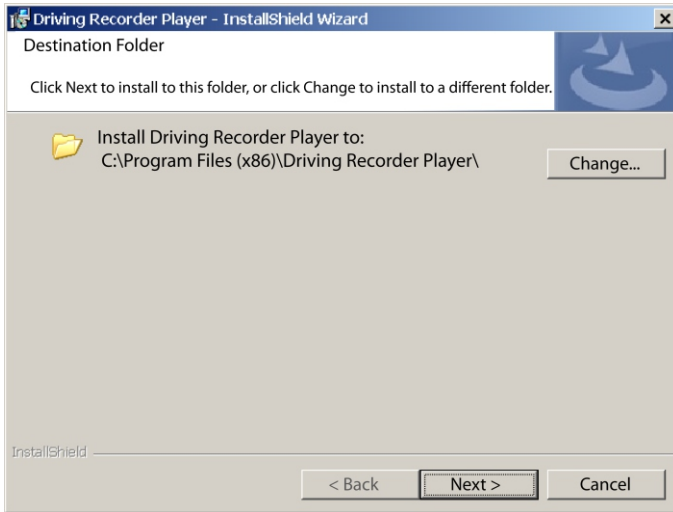 Driving Recorder Player - InstallShield Wizard
Destination Folder
Click Next to install to this folder, or click Change to install to a different folder.
Install Driving Recorder Player to:
C:\Program Files (x86)\Driving Recorder Player\
Change...
InstallShield
< Back
Next >
Cancel